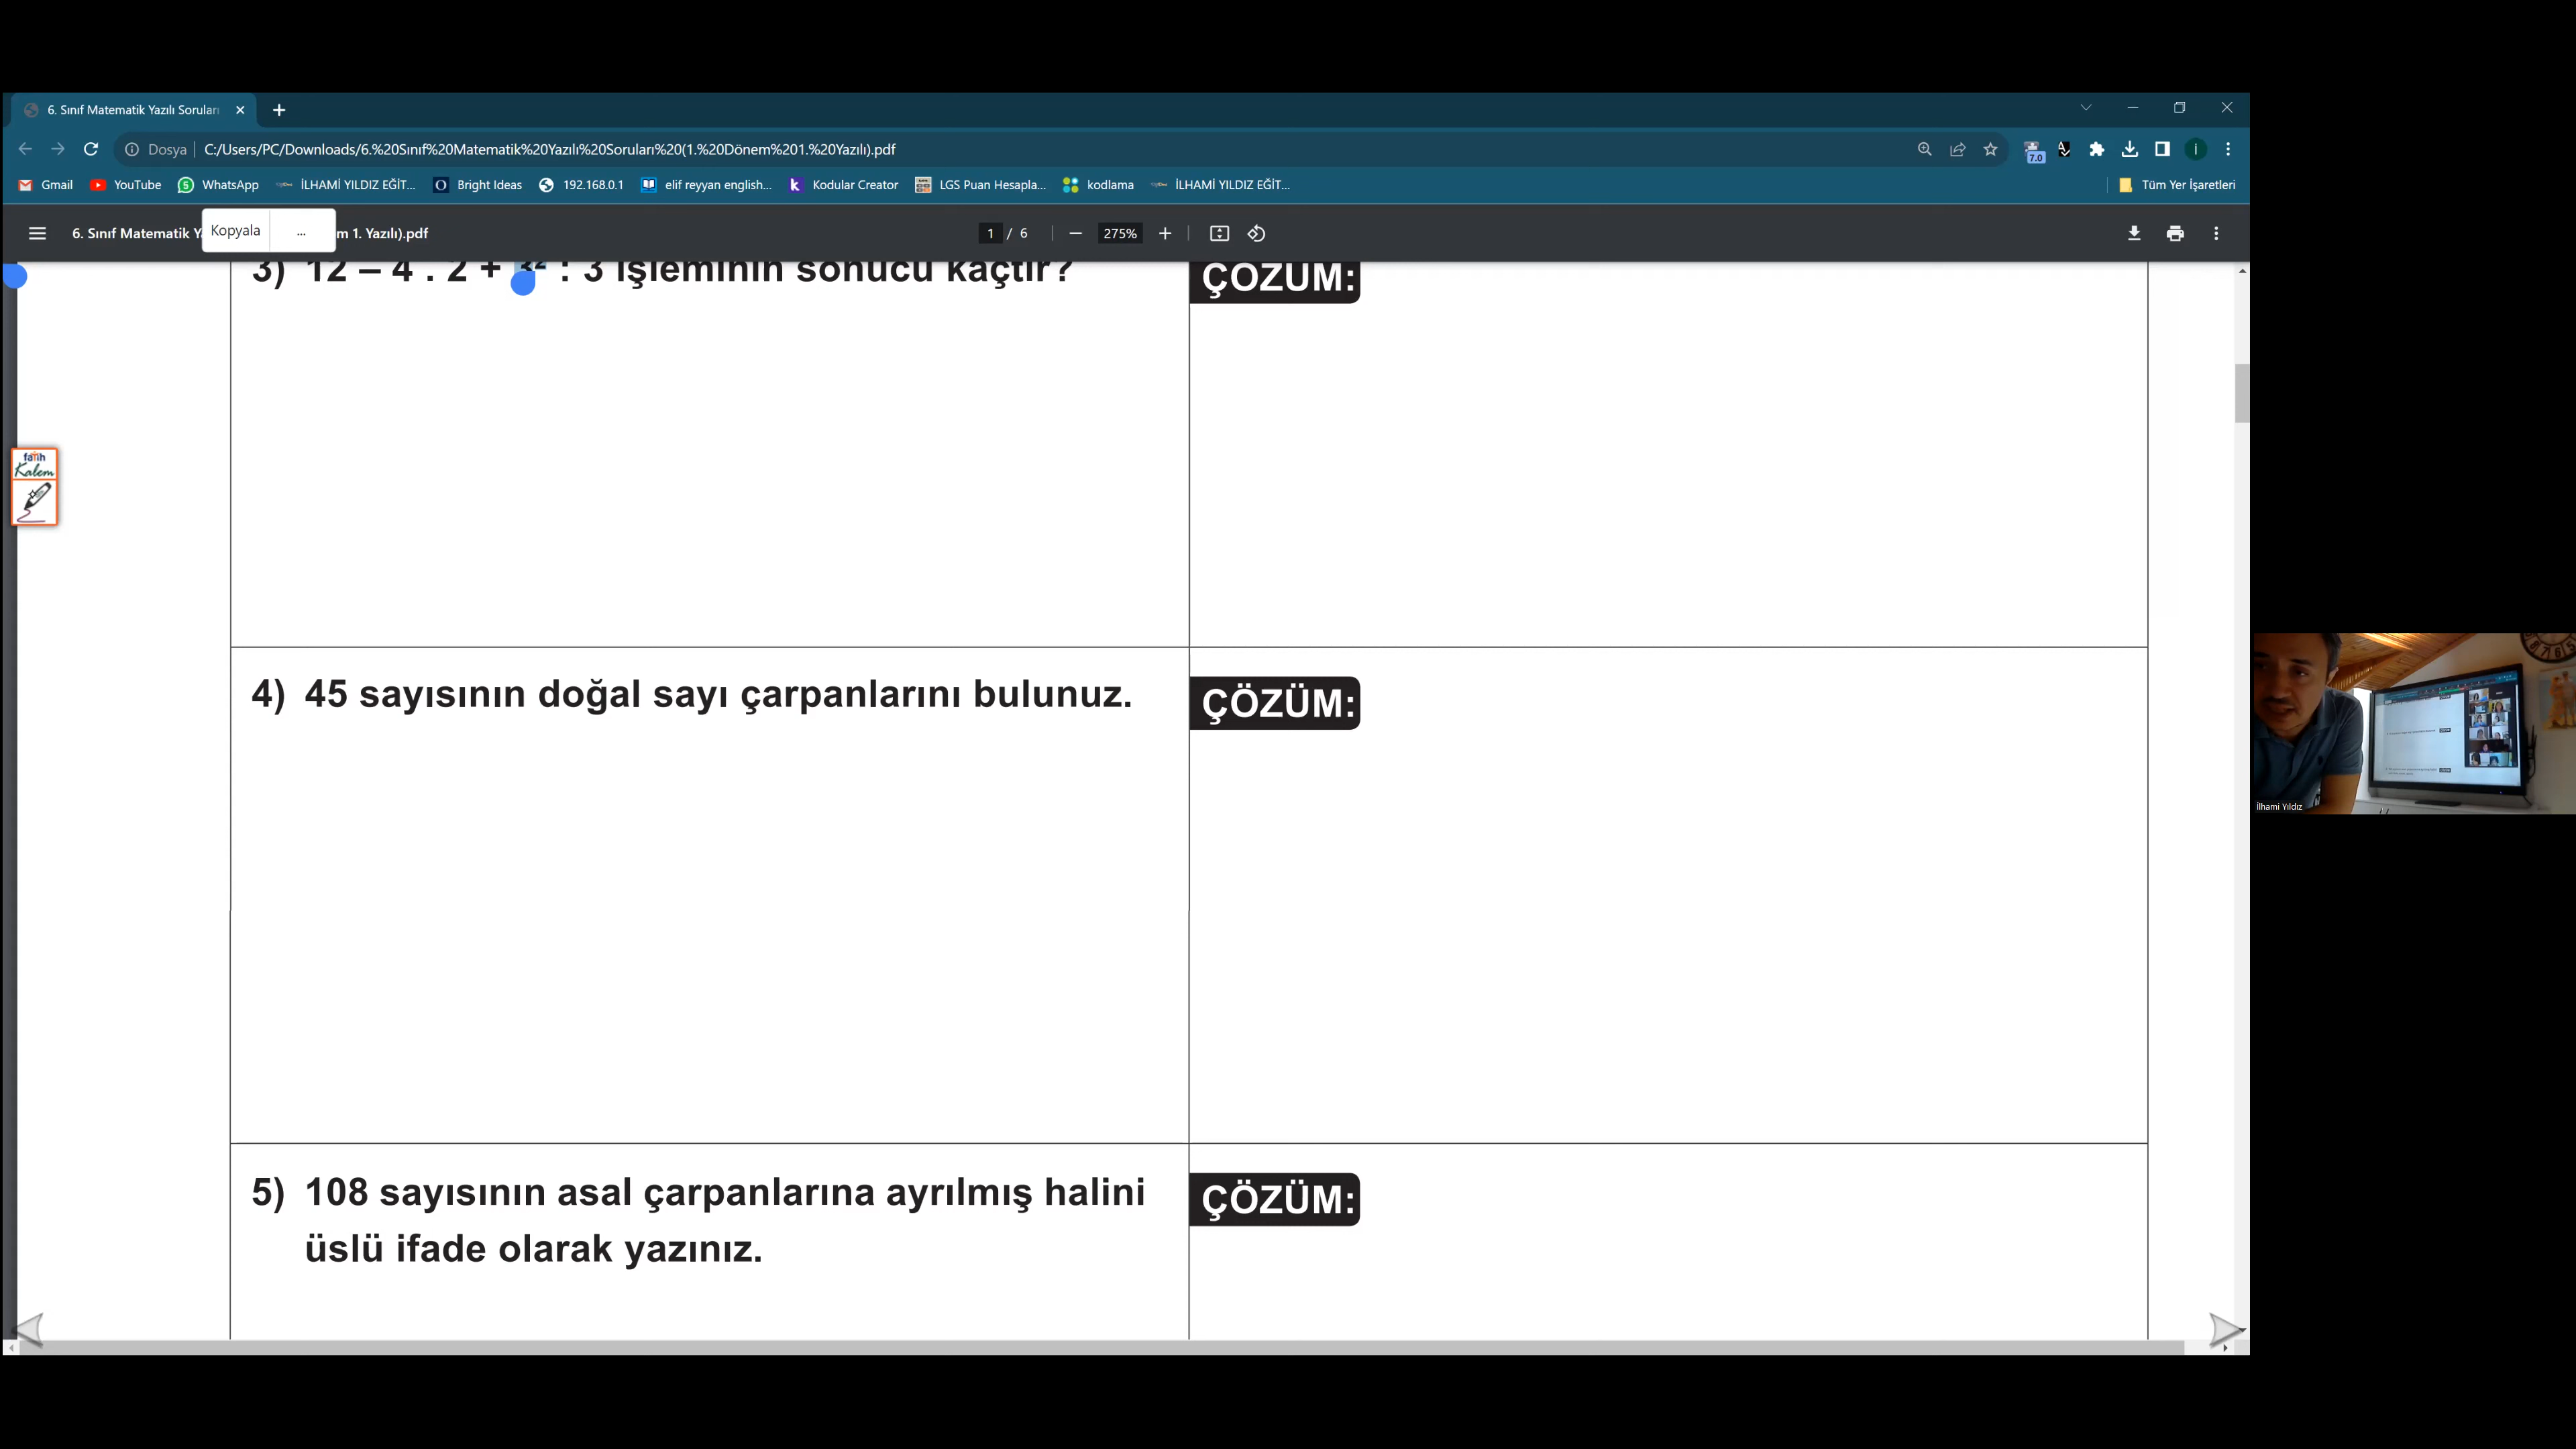 6. Sınıf Matematik Yazılı Soruları
Dosya
C:/Users/PC/Downloads/6.%20Sınıf%20Matematik%20Yazılı%20Soruları%20(1.%20Dönem%201.%20Yazılı).pdf
7.0
i
Gmail
YouTube
5
WhatsApp
İLHAMİ YILDIZ EĞİT...
Bright Ideas
192.168.0.1
elif reyyan english...
Kodular Creator
LGS Puan Hesapla...
kodlama
İLHAMİ YILDIZ EĞİT...
Tüm Yer İşaretleri
6. Sınıf Matematik Y
Kopyala
...
m 1. Yazılı).pdf
1 / 6
275%
3) 12 – 4 . 2 + 3² : 3 işleminin sonucu kaçtır?
ÇÖZÜM:
fatih
Kalem
4) 45 sayısının doğal sayı çarpanlarını bulunuz.
ÇÖZÜM:
İlhami Yıldız
5) 108 sayısının asal çarpanlarına ayrılmış halini
üslü ifade olarak yazınız.
ÇÖZÜM: